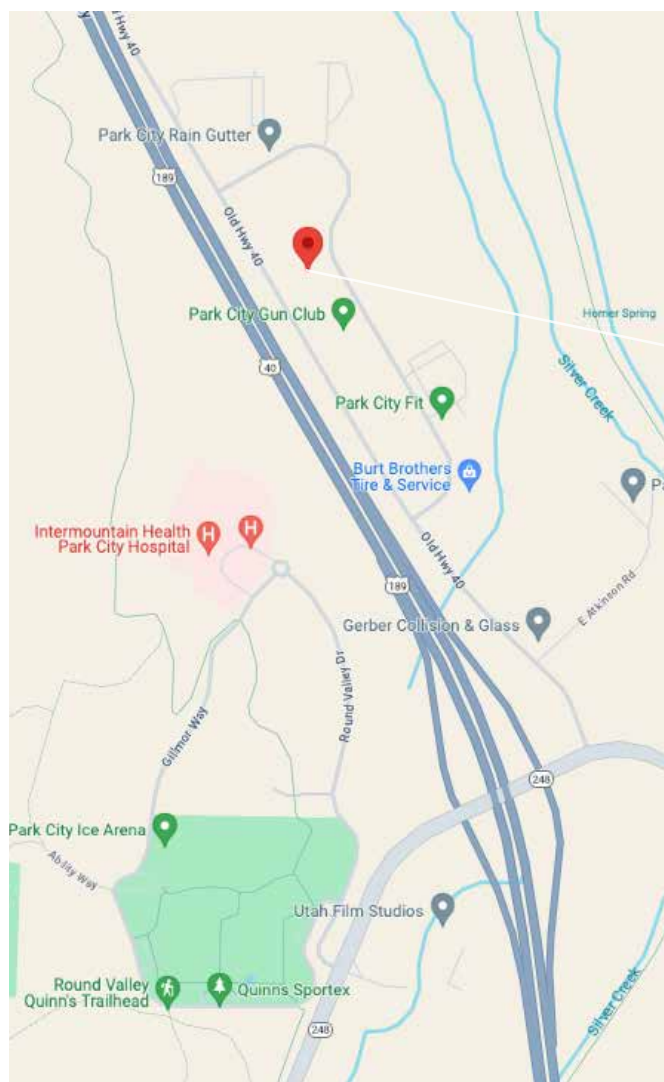 y
Old Hwy 40
Park City Rain Gutter
189
Old Hwy 40
Park City Gun Club
Homer Spring
40
Silver Creek
Park City Fit
Burt Brothers
Tire & Service
Pa
Intermountain Health
Park City Hospital
H
H
Old Hwy 40
189
E Atkinson Rd
Gerber Collision & Glass
Round Valley Dr
Gillmor Way
248
Park City Ice Arena
Ability Way
Utah Film Studios
Round Valley
Quinn's Trailhead
Quinns Sportex
248
Silver Creek